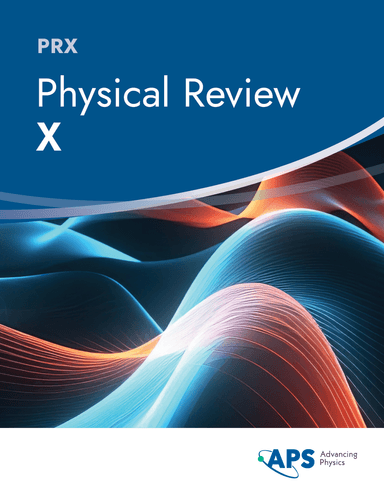 PRX
Physical Review
X
APS
Advancing
Physics